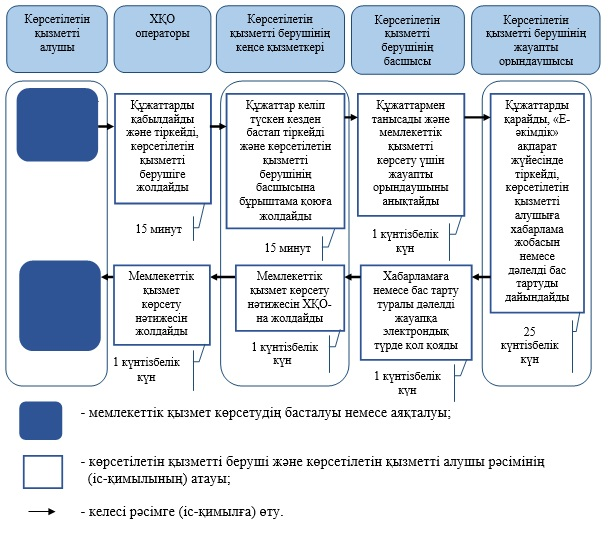 Көрсетілетін
қызметті
алушы
ХҚО
операторы
Көрсетілетін
қызметті берушінің
кеңсе қызметкері
Көрсетілетін
қызметті
берушінің
басшысы
Көрсетілетін
қызметті берушінің
жауапты
орындаушысы
Құжаттарды
қабылдайды
және тіркейді,
көрсетілетін
қызметті
берушіге
жолдайды
15 минут
Құжаттар келіп
түскен кезден
бастап тіркейді
және көрсетілетін
қызметті
берушінің
басшысына
бұрыштама қоюға
жолдайды
15 минут
Құжаттармен
танысады және
мемлекеттік
қызметті
көрсету үшін
жауапты
орындаушыны
анықтайды
1 күнтізбелік
күн
Құжаттарды
қарайды, «Е-
әкімдік»
ақпарат
жүйесінде
тіркейді,
көрсетілетін
қызметті
алушыға
хабарлама
жобасын
немесе
дәлелді бас
тартуды
дайындайды
25
күнтізбелік
күн
Хабарламаға
немесе бас тарту
туралы дәлелді
жауапқа
электрондық
түрде қол қояды
1 күнтізбелік
күн
Мемлекеттік
қызмет көрсету
нәтижесін ХҚО-
на жолдайды
1 күнтізбелік
күн
Мемлекеттік
қызмет
көрсету
нәтижесін
жолдайды
1 күнтізбелік
күн
- мемлекеттік қызмет көрсетудің басталуы немесе аяқталуы;
- көрсетілетін қызметті беруші және көрсетілетін қызметті алушы рәсімінің
(іс-қимылының) атауы;
- келесі рәсімге (іс-қимылға) өту.